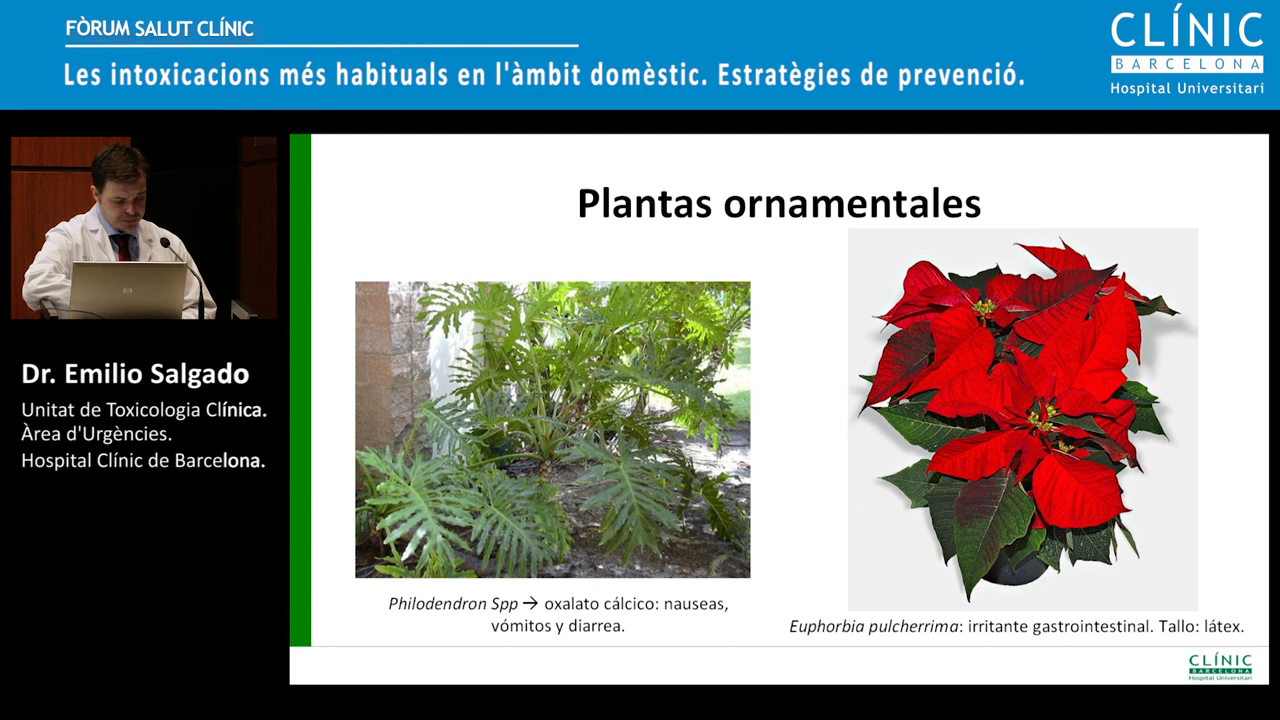 FÒRUM SALUT CLÍNIC
Les intoxicacions més habituals en l'àmbit domèstic. Estratègies de prevenció.
CLÍNIC
BARCELONA
Hospital Universitari
Dr. Emilio Salgado
Unitat de Toxicologia Clínica.
Àrea d'Urgències.
Hospital Clínic de Barcelona.
Plantas ornamentales
Philodendron Spp → oxalato cálcico: nauseas,
vómitos y diarrea.
Euphorbia pulcherrima: irritante gastrointestinal. Tallo: látex.
CLÍNIC
BARCELONA
Hospital Universitari